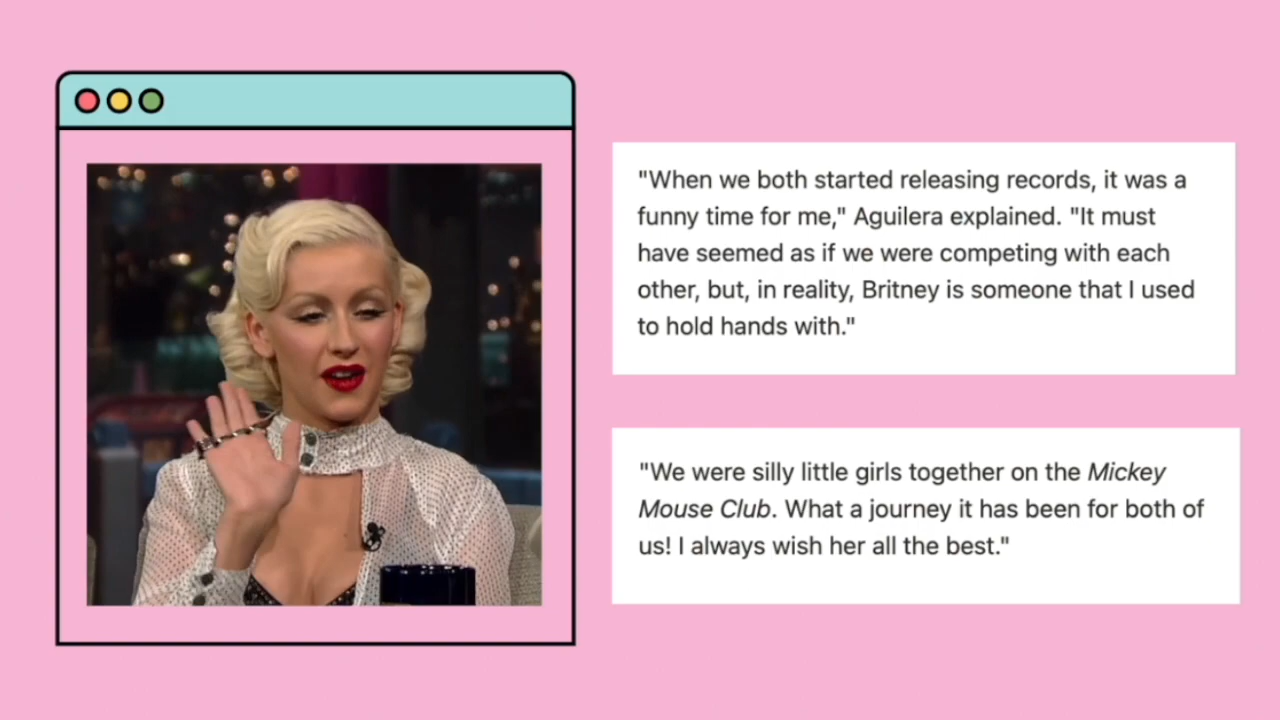 "When we both started releasing records, it was a
funny time for me," Aguilera explained. "It must
have seemed as if we were competing with each
other, but, in reality, Britney is someone that I used
to hold hands with."
"We were silly little girls together on the Mickey
Mouse Club. What a journey it has been for both of
us! I always wish her all the best."